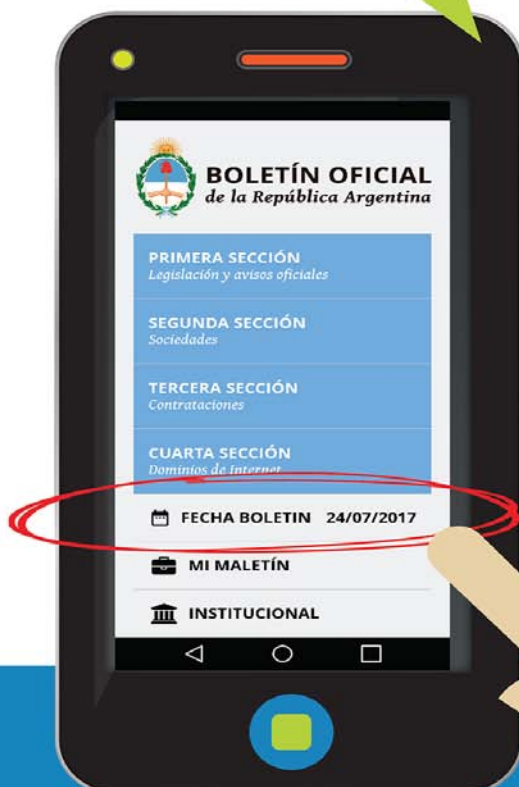 BOLETÍN OFICIAL
de la República Argentina
PRIMERA SECCIÓN
Legislación y avisos oficiales
SEGUNDA SECCIÓN
Sociedades
TERCERA SECCIÓN
Contrataciones
CUARTA SECCIÓN
Dominios de Internet
FECHA BOLETIN 24/07/2017
MI MALETÍN
INSTITUCIONAL